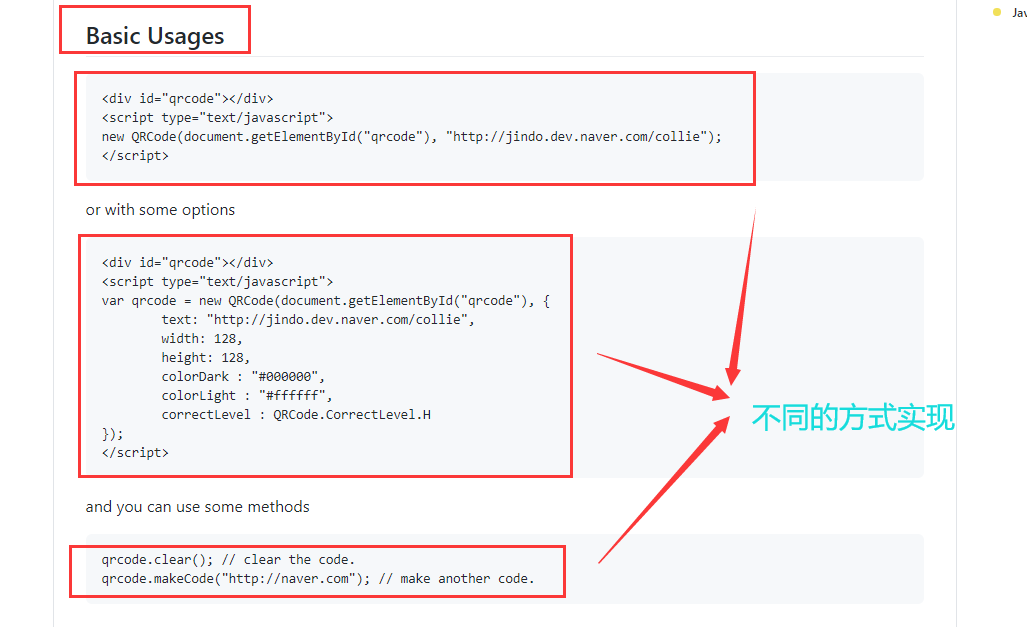 Jav
Basic Usages
<div id="qrcode"></div>
<script type="text/javascript">
new QRCode(document.getElementById("qrcode"), "http://jindo.dev.naver.com/collie");
</script>
or with some options
<div id="qrcode"></div>
<script type="text/javascript">
var qrcode = new QRCode(document.getElementById("qrcode"), {
        text: "http://jindo.dev.naver.com/collie",
        width: 128,
        height: 128,
        colorDark : "#000000",
        colorLight : "#ffffff",
        correctLevel : QRCode.CorrectLevel.H
});
</script>
不同的方式实现
and you can use some methods
qrcode.clear(); // clear the code.
qrcode.makeCode("http://naver.com"); // make another code.